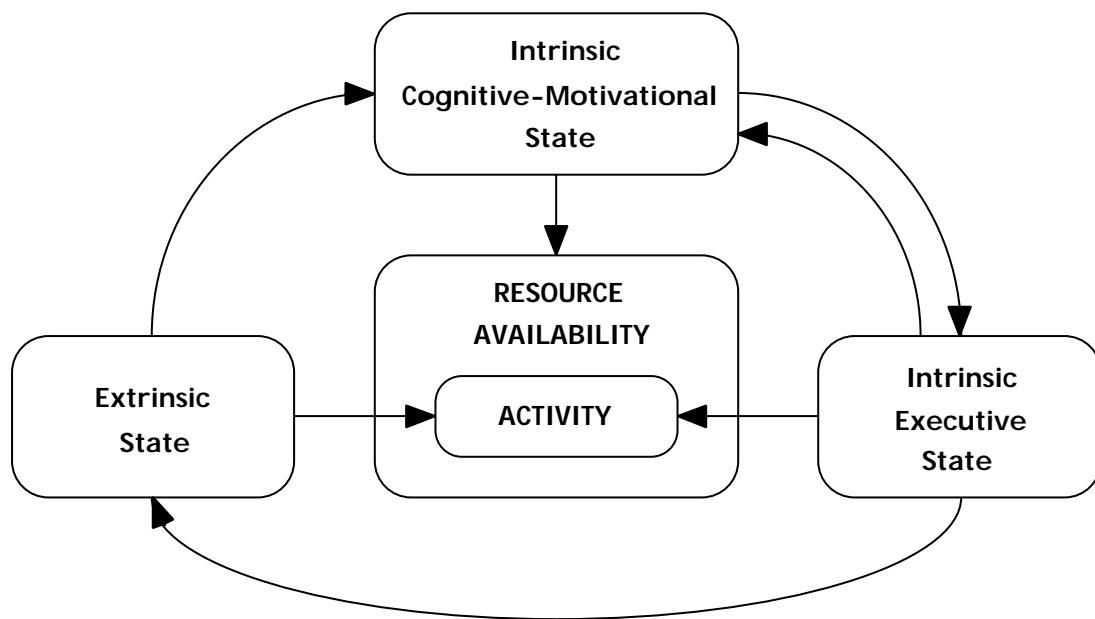 Intrinsic
Cognitive-Motivational
State
RESOURCE
AVAILABILITY
ACTIVITY
Extrinsic
State
Intrinsic
Executive
State